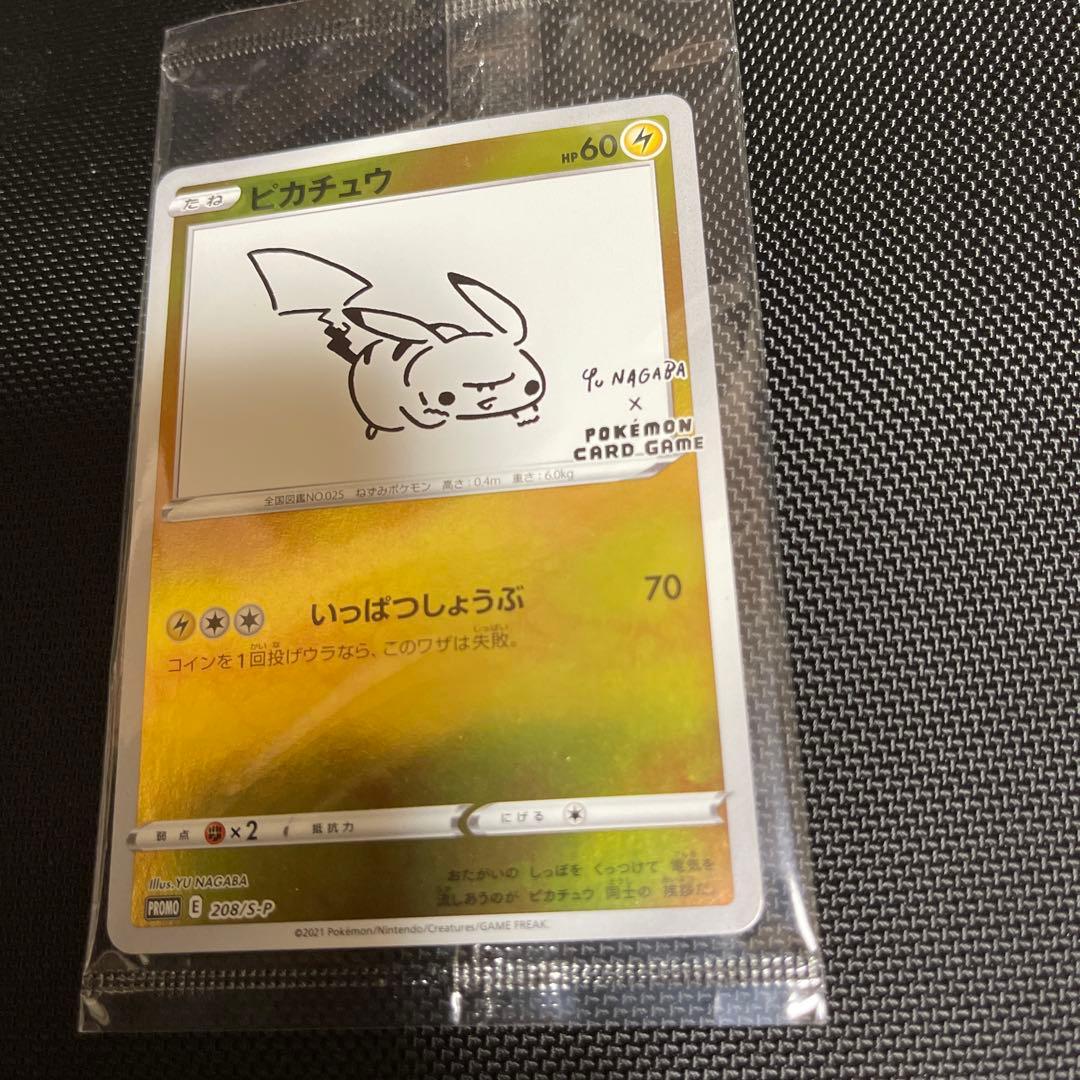 たね ピカチュウ HP60
Yu NAGABA
×
POKÉMON
CARD GAME
全国図鑑NO.025 ねずみポケモン 高さ:0.4m 重さ:6.0kg
いっぱつしょうぶ 70
コインを1回投げウラなら、このワザは失敗。
弱点 ×2 抵抗力 にげる
おたがいの しっぽを くっつけて 電気を
流しあうのが ピカチュウ 同士の 挨拶だ。
Illus.YU NAGABA
PROMO E 208/S-P
©2021 Pokémon/Nintendo/Creatures/GAME FREAK.